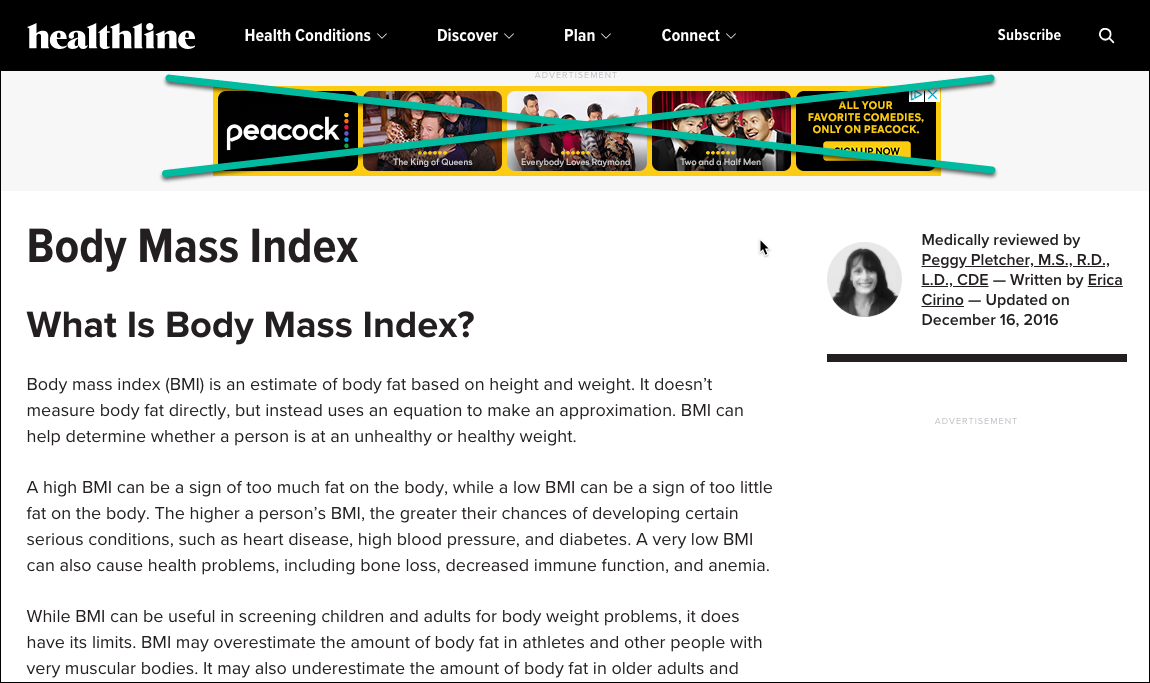 healthline
Health Conditions
Discover
Plan
Connect
Subscribe
ADVERTISEMENT
peacock
The King of Queens
Everybody Loves Raymond
Two and a Half Men
ALL YOUR
FAVORITE COMEDIES,
ONLY ON PEACOCK.
SIGN UP NOW
Body Mass Index
What Is Body Mass Index?
Body mass index (BMI) is an estimate of body fat based on height and weight. It doesn’t
measure body fat directly, but instead uses an equation to make an approximation. BMI can
help determine whether a person is at an unhealthy or healthy weight.
A high BMI can be a sign of too much fat on the body, while a low BMI can be a sign of too little
fat on the body. The higher a person’s BMI, the greater their chances of developing certain
serious conditions, such as heart disease, high blood pressure, and diabetes. A very low BMI
can also cause health problems, including bone loss, decreased immune function, and anemia.
While BMI can be useful in screening children and adults for body weight problems, it does
have its limits. BMI may overestimate the amount of body fat in athletes and other people with
very muscular bodies. It may also underestimate the amount of body fat in older adults and
Medically reviewed by
Peggy Pletcher, M.S., R.D.,
L.D., CDE — Written by Erica
Cirino — Updated on
December 16, 2016
ADVERTISEMENT